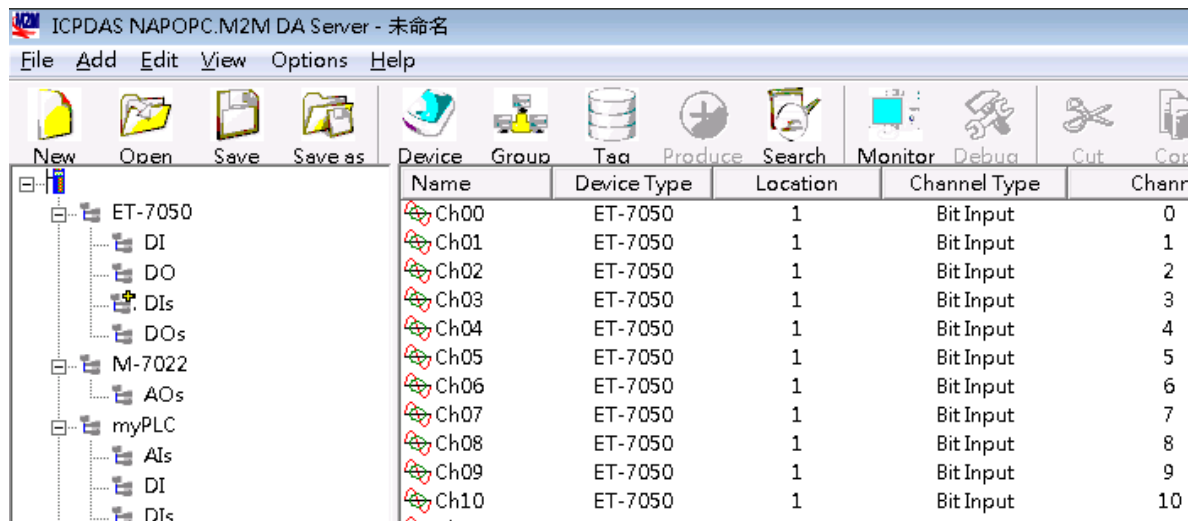 ICPDAS NAPOPC.M2M DA Server - 未命名
File Add Edit View Options Help
New Open Save Save as Device Group Tag Produce Search Monitor Debug Cut
Name Device Type Location Channel Type
ET-7050
DI
DO
DIs
DOs
M-7022
AOs
myPLC
AIs
DI
DIs
Ch00 ET-7050 1 Bit Input 0
Ch01 ET-7050 1 Bit Input 1
Ch02 ET-7050 1 Bit Input 2
Ch03 ET-7050 1 Bit Input 3
Ch04 ET-7050 1 Bit Input 4
Ch05 ET-7050 1 Bit Input 5
Ch06 ET-7050 1 Bit Input 6
Ch07 ET-7050 1 Bit Input 7
Ch08 ET-7050 1 Bit Input 8
Ch09 ET-7050 1 Bit Input 9
Ch10 ET-7050 1 Bit Input 10